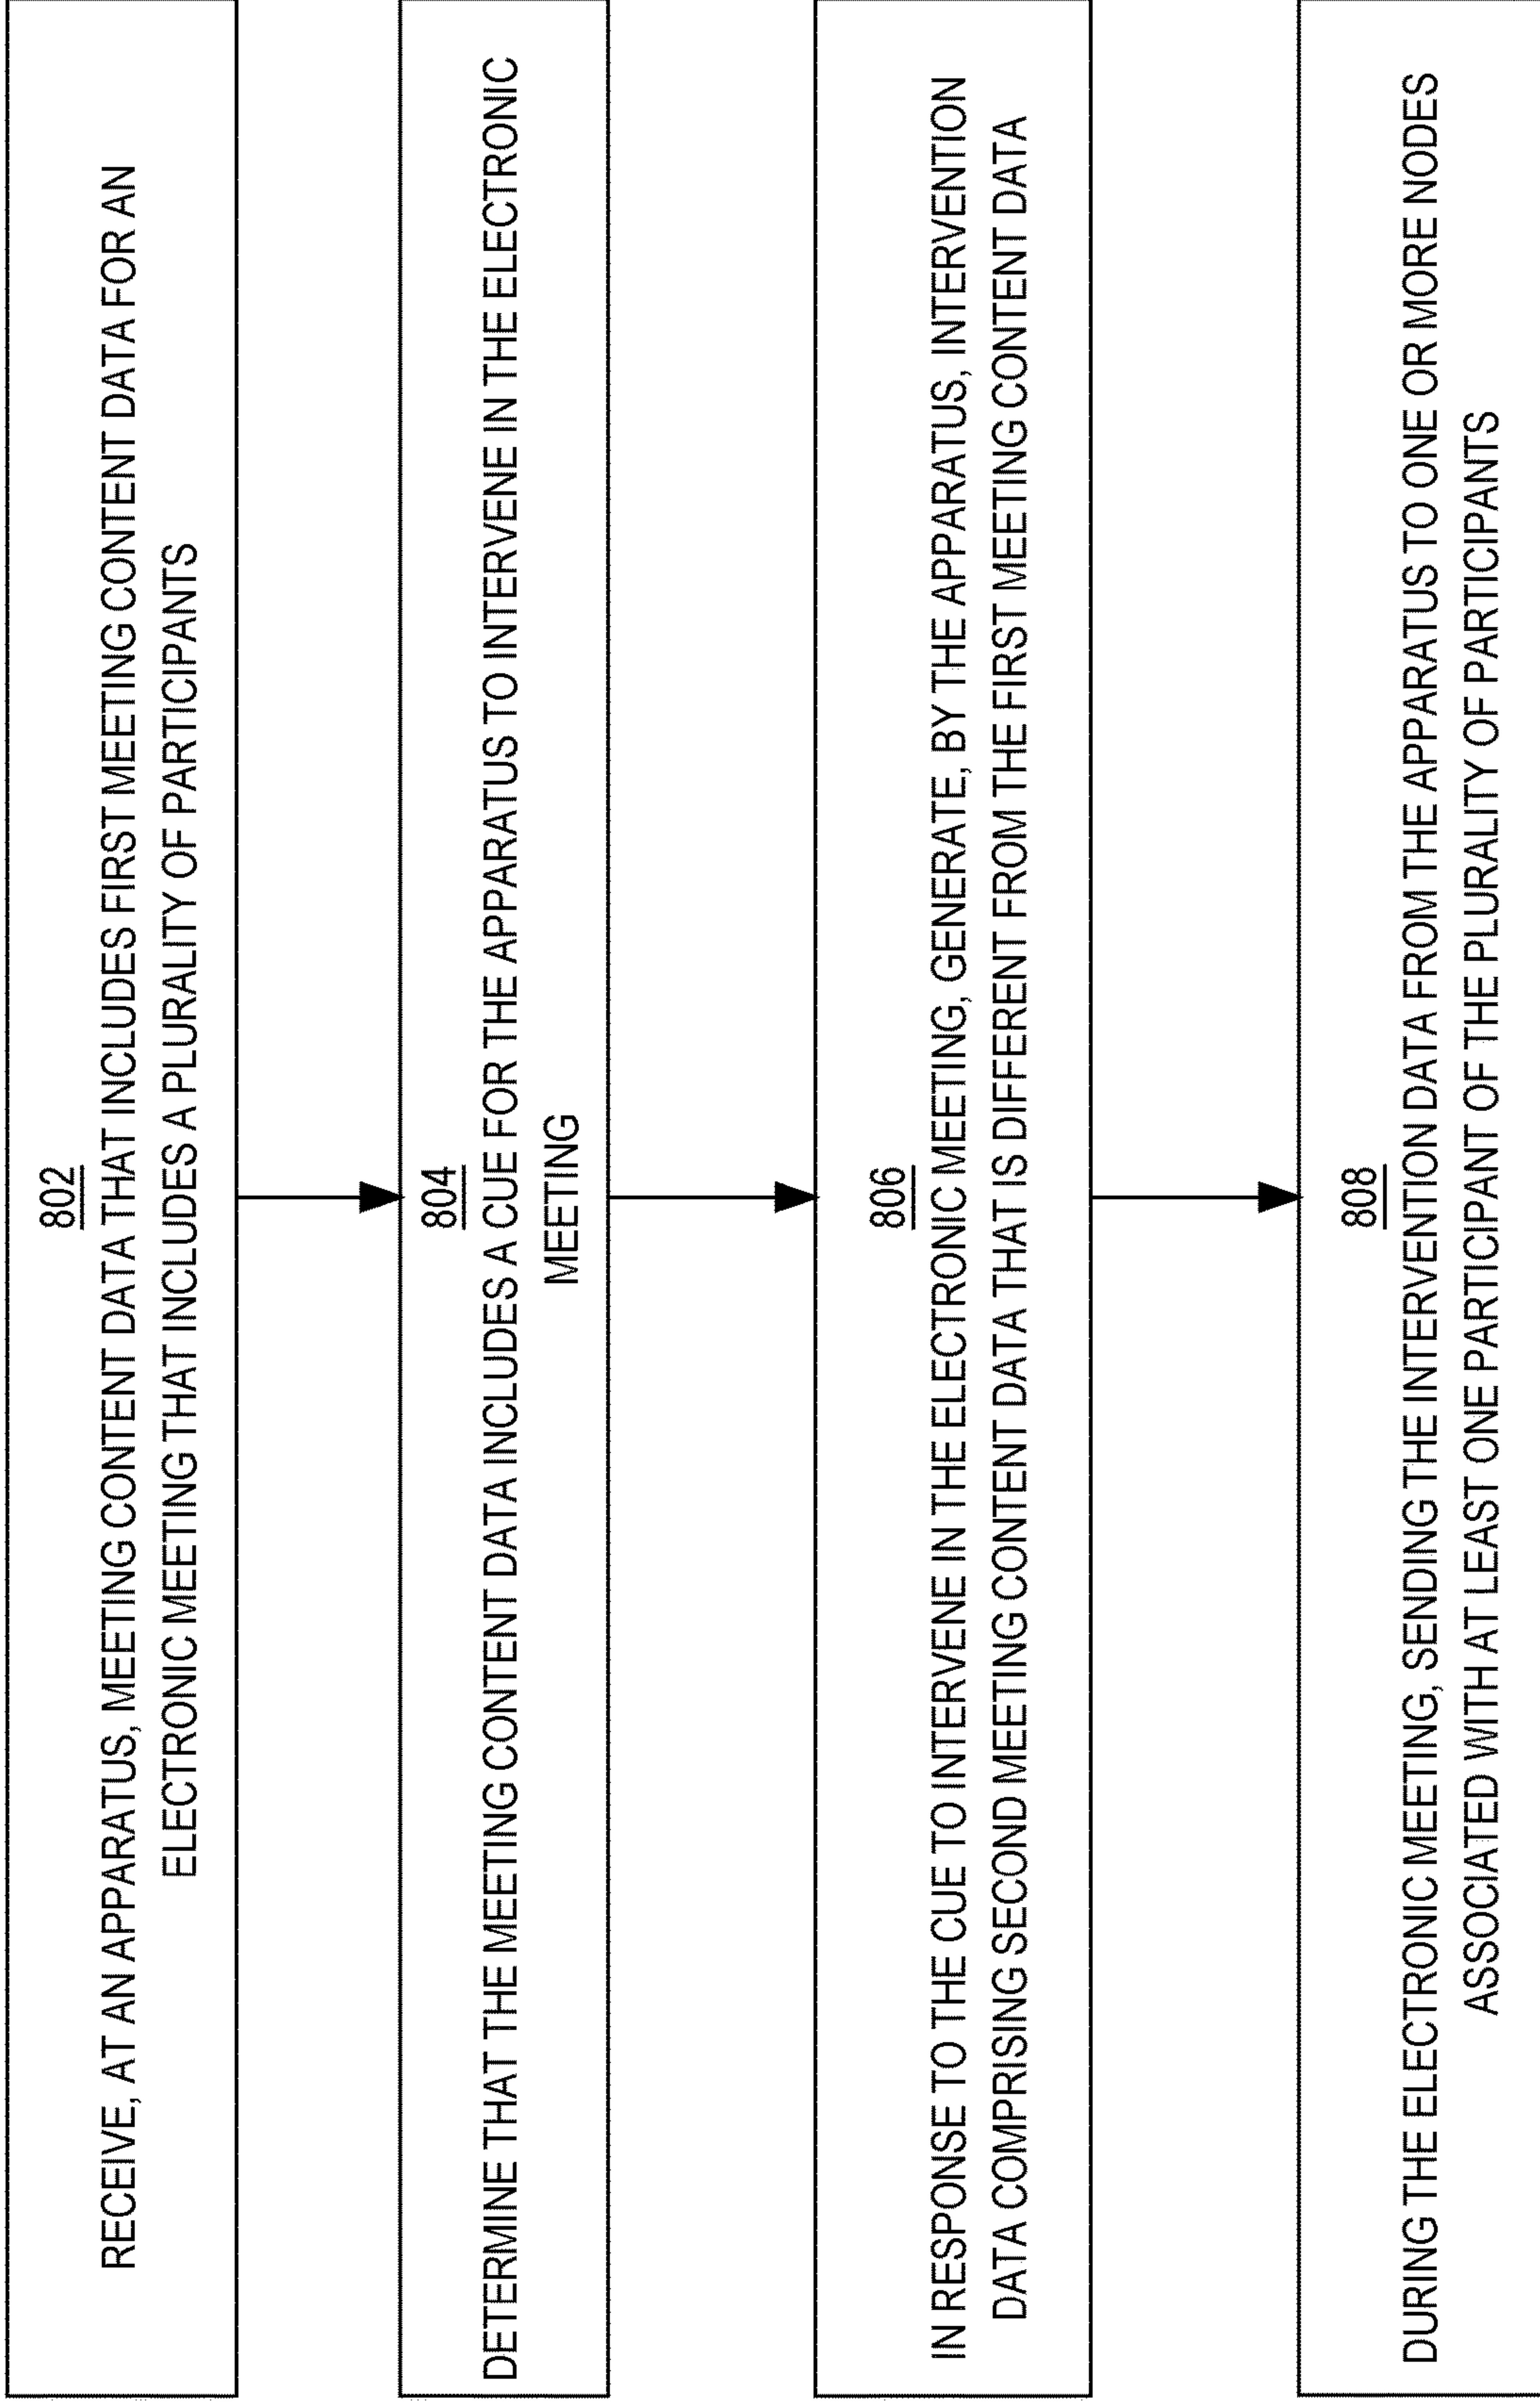 802
RECEIVE, AT AN APPARATUS, MEETING CONTENT DATA THAT INCLUDES FIRST MEETING CONTENT DATA FOR AN
ELECTRONIC MEETING THAT INCLUDES A PLURALITY OF PARTICIPANTS
804
DETERMINE THAT THE MEETING CONTENT DATA INCLUDES A CUE FOR THE APPARATUS TO INTERVENE IN THE ELECTRONIC
MEETING
806
IN RESPONSE TO THE CUE TO INTERVENE IN THE ELECTRONIC MEETING, GENERATE, BY THE APPARATUS, INTERVENTION
DATA COMPRISING SECOND MEETING CONTENT DATA THAT IS DIFFERENT FROM THE FIRST MEETING CONTENT DATA
808
DURING THE ELECTRONIC MEETING, SENDING THE INTERVENTION DATA FROM THE APPARATUS TO ONE OR MORE NODES
ASSOCIATED WITH AT LEAST ONE PARTICIPANT OF THE PLURALITY OF PARTICIPANTS